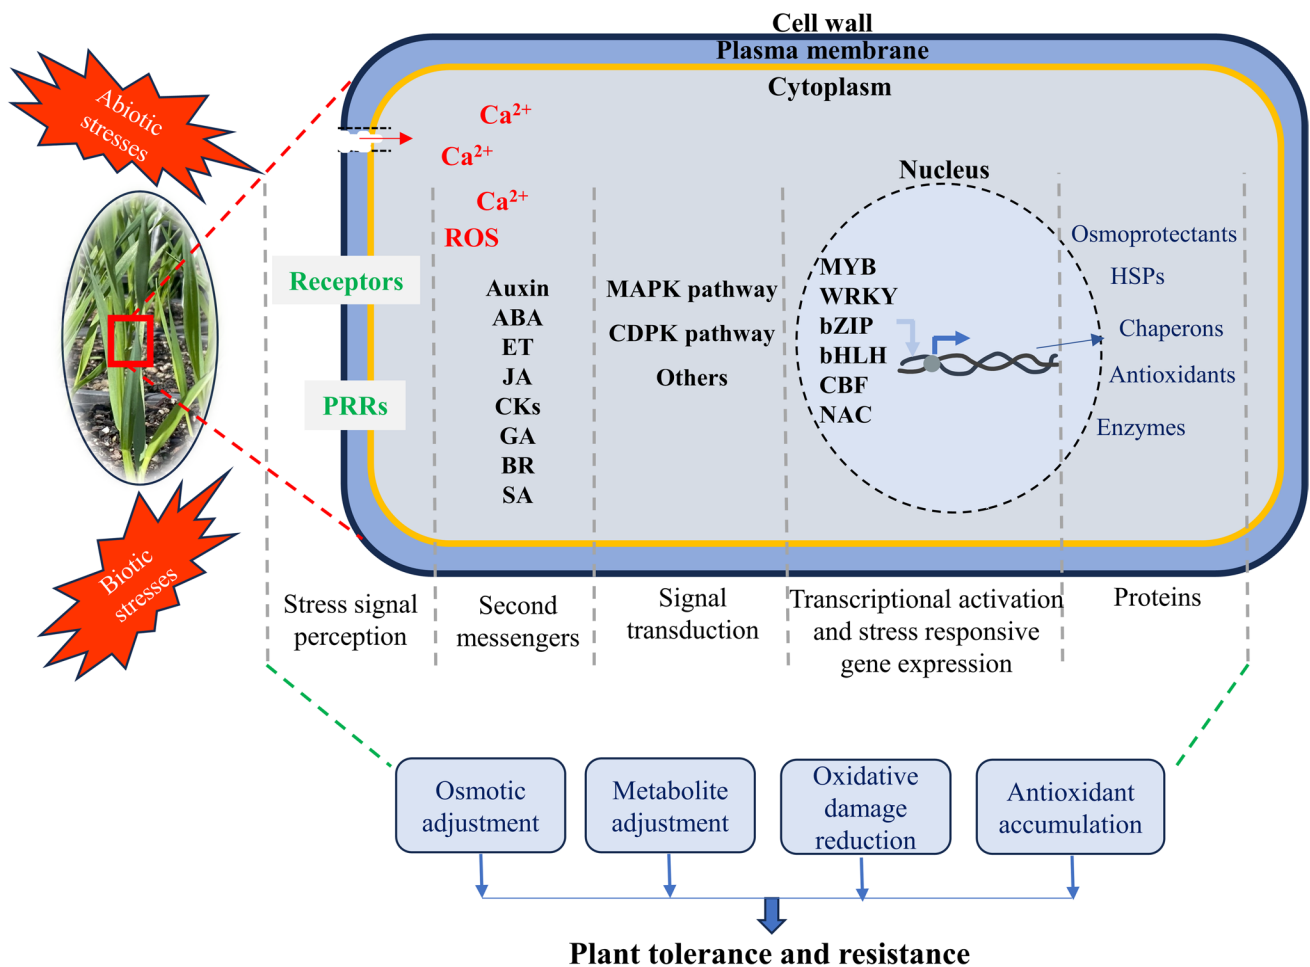 Cell wall
Plasma membrane
Cytoplasm
Abiotic
stresses
Biotic
stresses
Receptors
PRRs
Ca²⁺
Ca²⁺
Ca²⁺
ROS
Auxin
ABA
ET
JA
CKs
GA
BR
SA
MAPK pathway
CDPK pathway
Others
Nucleus
MYB
WRKY
bZIP
bHLH
CBF
NAC
Osmoprotectants
HSPs
Chaperons
Antioxidants
Enzymes
Stress signal
perception
Second
messengers
Signal
transduction
Transcriptional activation
and stress responsive
gene expression
Proteins
Osmotic
adjustment
Metabolite
adjustment
Oxidative
damage
reduction
Antioxidant
accumulation
Plant tolerance and resistance